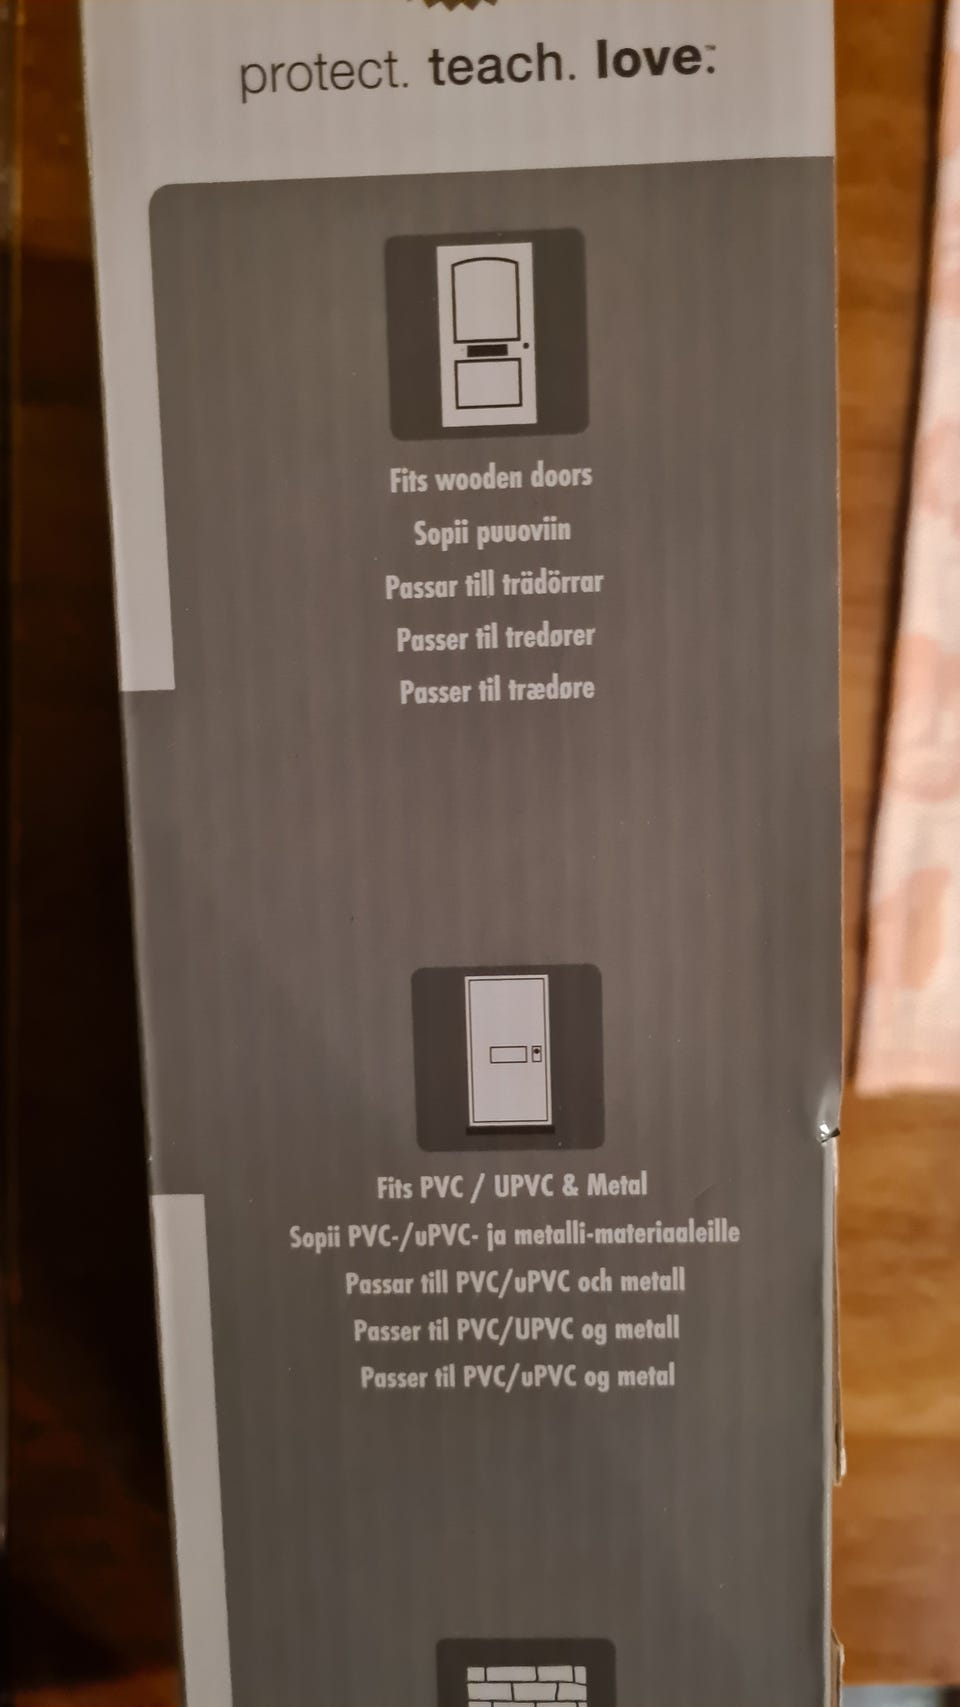 protect. teach. love.™
Fits wooden doors
Sopii puuoviin
Passar till trädörrar
Passer til tredører
Passer til trædøre
Fits PVC / UPVC & Metal
Sopii PVC-/uPVC- ja metalli-materiaaleille
Passar till PVC/uPVC och metall
Passer til PVC/UPVC og metall
Passer til PVC/uPVC og metal